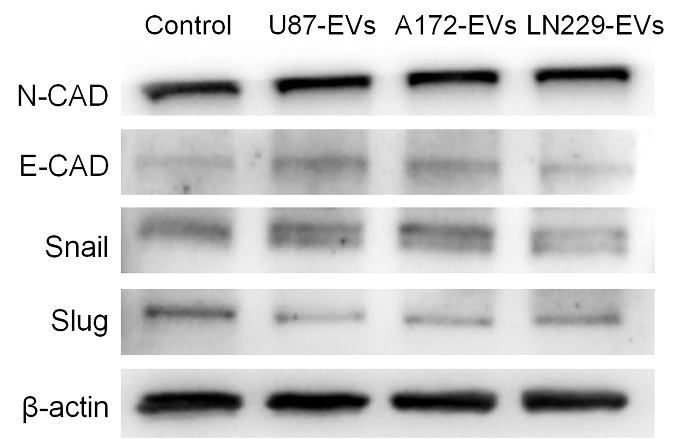 Control U87-EVs A172-EVs LN229-EVs
N-CAD
E-CAD
Snail
Slug
β-actin